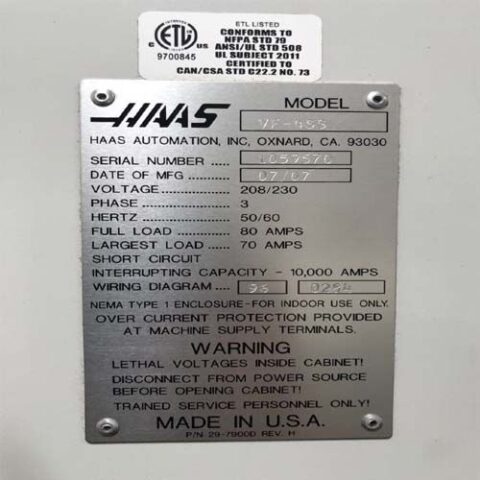 ETL LISTED
CONFORMS TO
NFPA STD 79
ANSI/UL STD 508
UL SUBJECT 2011
CERTIFIED TO
CAN/CSA STD C22.2 NO. 73
C ETL US
9700845
HAAS
MODEL
VF-4SS
HAAS AUTOMATION, INC, OXNARD, CA. 93030
SERIAL NUMBER ....
DATE OF MFG ---- 07/07
VOLTAGE ---------- 208/230
PHASE ------------- 3
HERTZ ------------- 50/60
FULL LOAD -------- 80 AMPS
LARGEST LOAD ---- 70 AMPS
SHORT CIRCUIT
INTERRUPTING CAPACITY - 10,000 AMPS
WIRING DIAGRAM ---- 96
NEMA TYPE 1 ENCLOSURE-FOR INDOOR USE ONLY.
OVER CURRENT PROTECTION PROVIDED
AT MACHINE SUPPLY TERMINALS.
WARNING
LETHAL VOLTAGES INSIDE CABINET!
DISCONNECT FROM POWER SOURCE
BEFORE OPENING CABINET!
TRAINED SERVICE PERSONNEL ONLY!
MADE IN U.S.A.
P/N 29-7900D REV. H